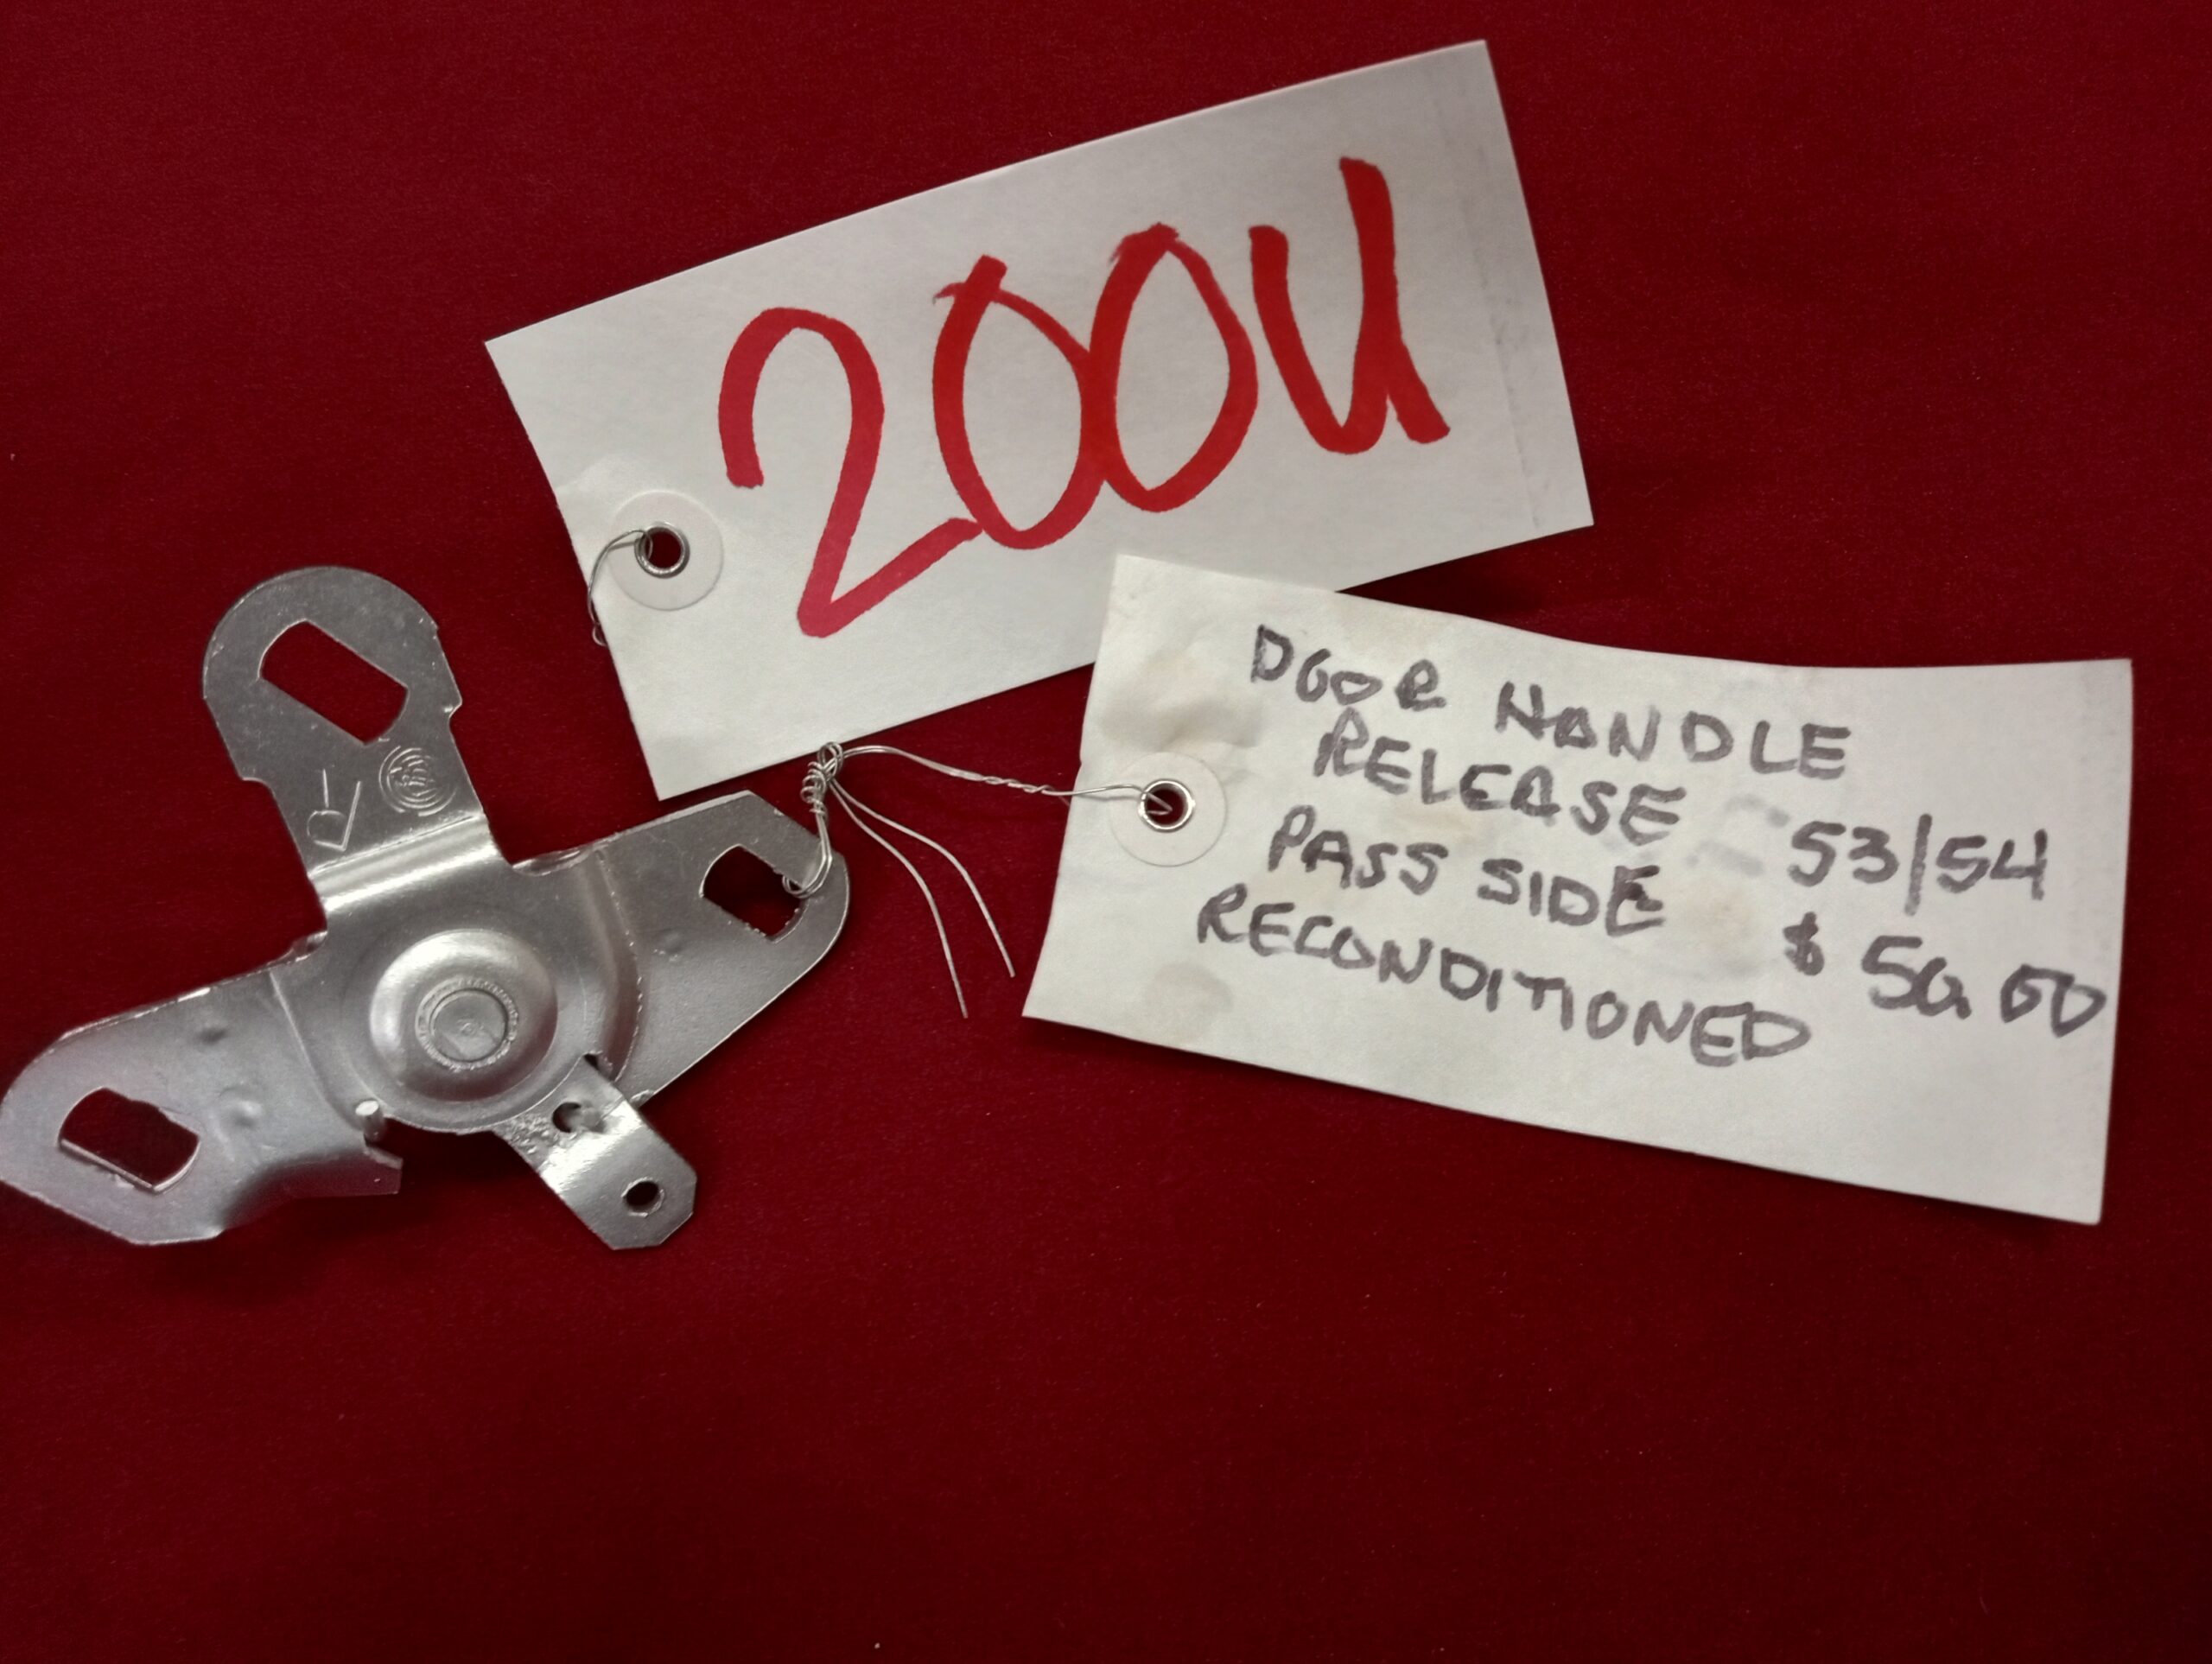 200U
DOOR HANDLE
RELEASE 53/54
PASS SIDE $ 50.00
RECONDITIONED